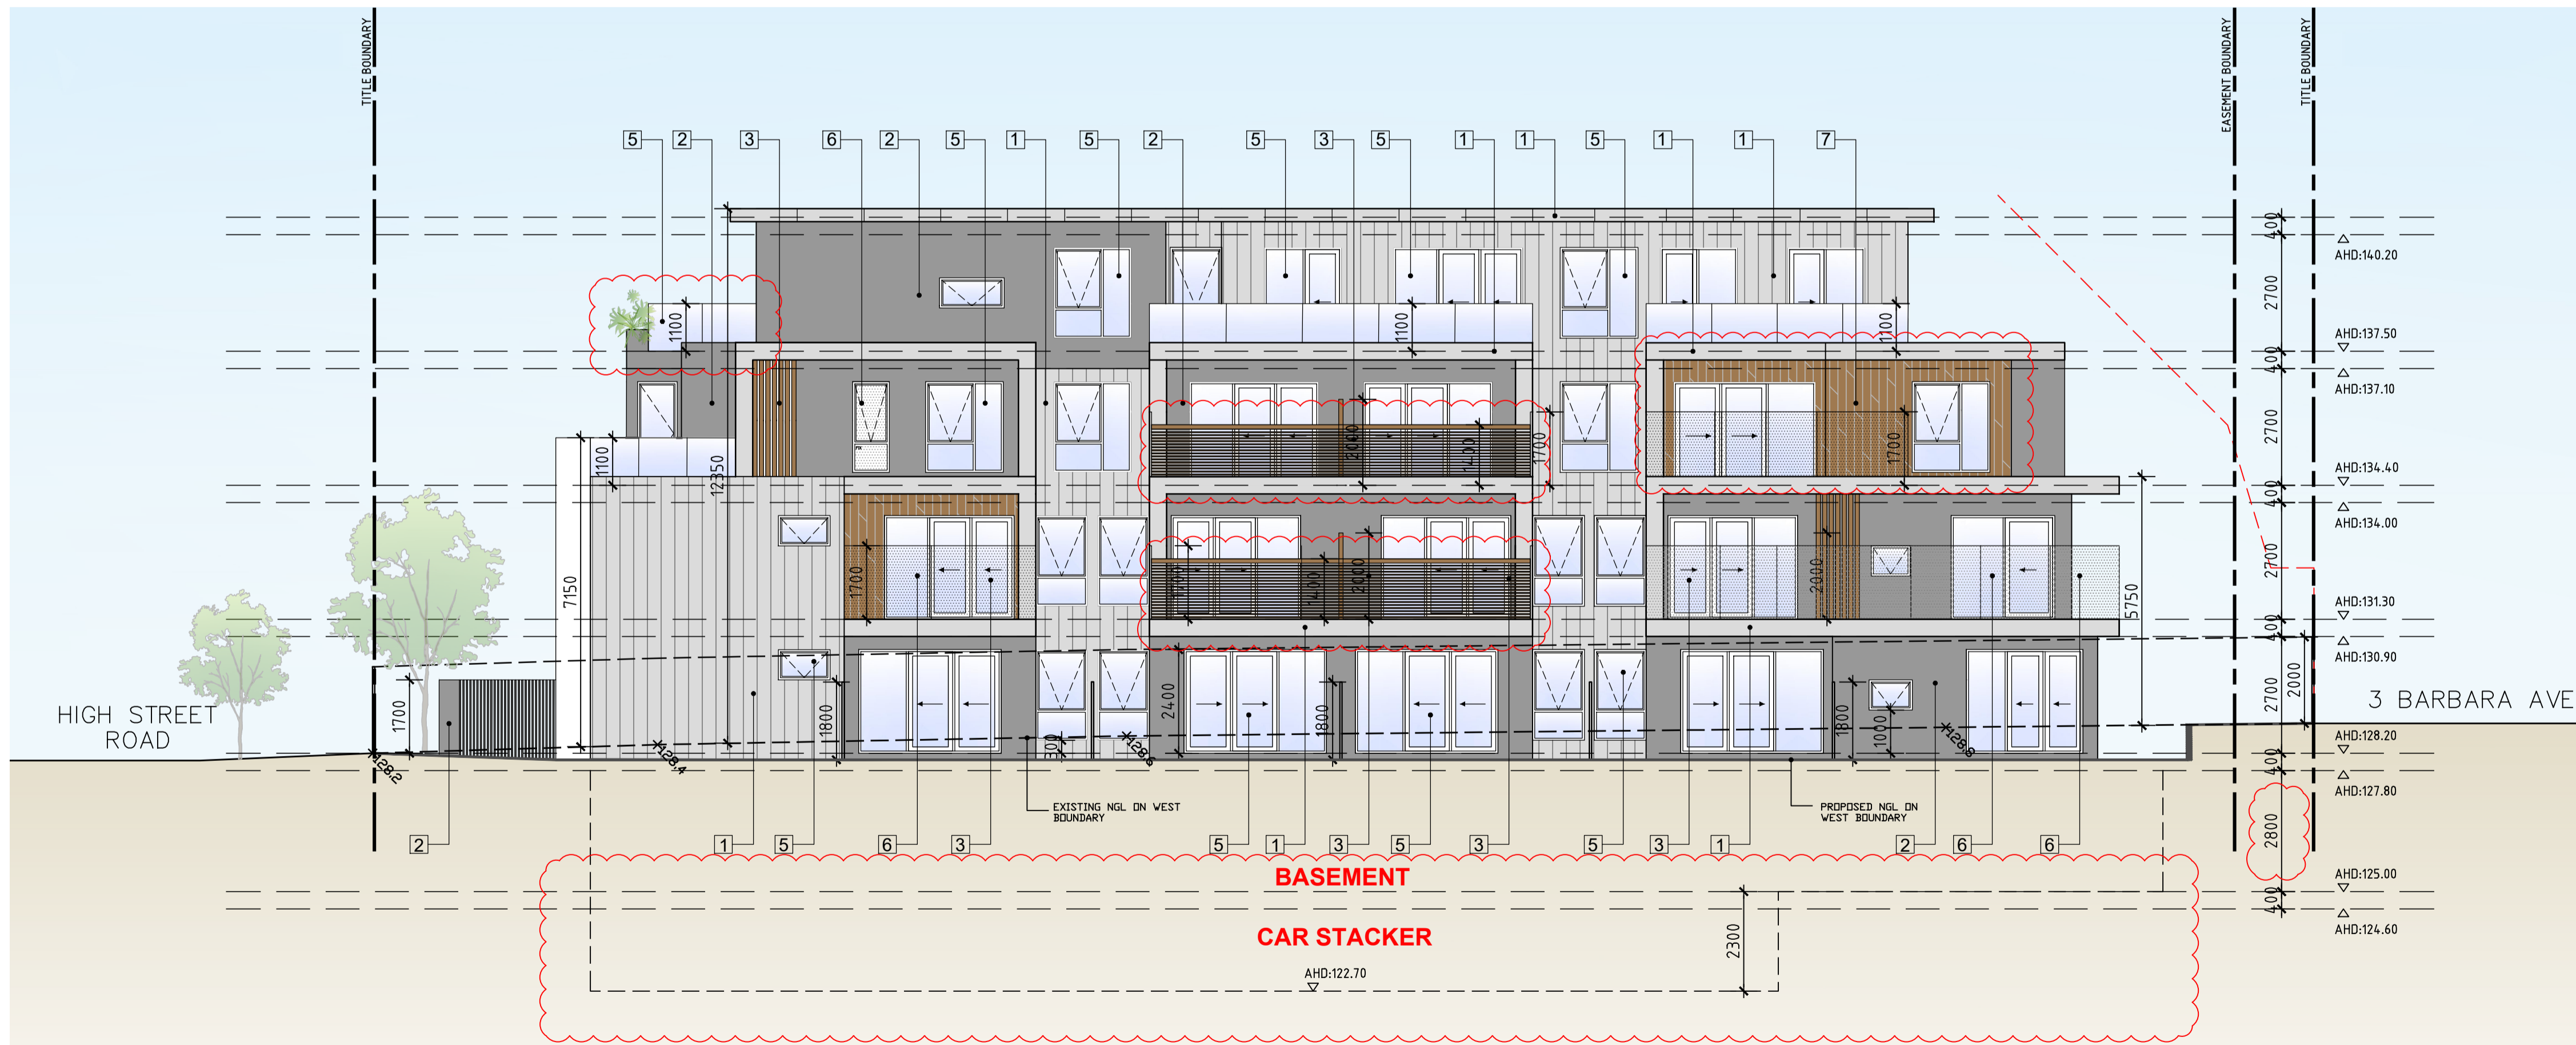 TITLE BOUNDARY
EASEMENT BOUNDARY
TITLE BOUNDARY
5 2 3 6 2 5 1 5 2 5 3 5 1 1 5 1 1 7
400
AHD:140.20
2700
1100
1100
1100
AHD:137.50
400
AHD:137.10
2700
1100
12350
FIX
2000
1400
1700
1700
AHD:134.40
400
AHD:134.00
2700
7150
1700
1700
1400
2000
2000
5750
AHD:131.30
400
AHD:130.90
2700
2000
HIGH STREET
ROAD
1700
1800
2400
1800
1800
1000
3 BARBARA AVE
128.2
128.4
128.6
128.8
AHD:128.20
400
AHD:127.80
EXISTING NGL ON WEST
BOUNDARY
PROPOSED NGL ON
WEST BOUNDARY
2 1 5 6 3 5 1 3 5 3 5 3 1 2 6 6
2800
BASEMENT
AHD:125.00
400
AHD:124.60
CAR STACKER
2300
AHD:122.70